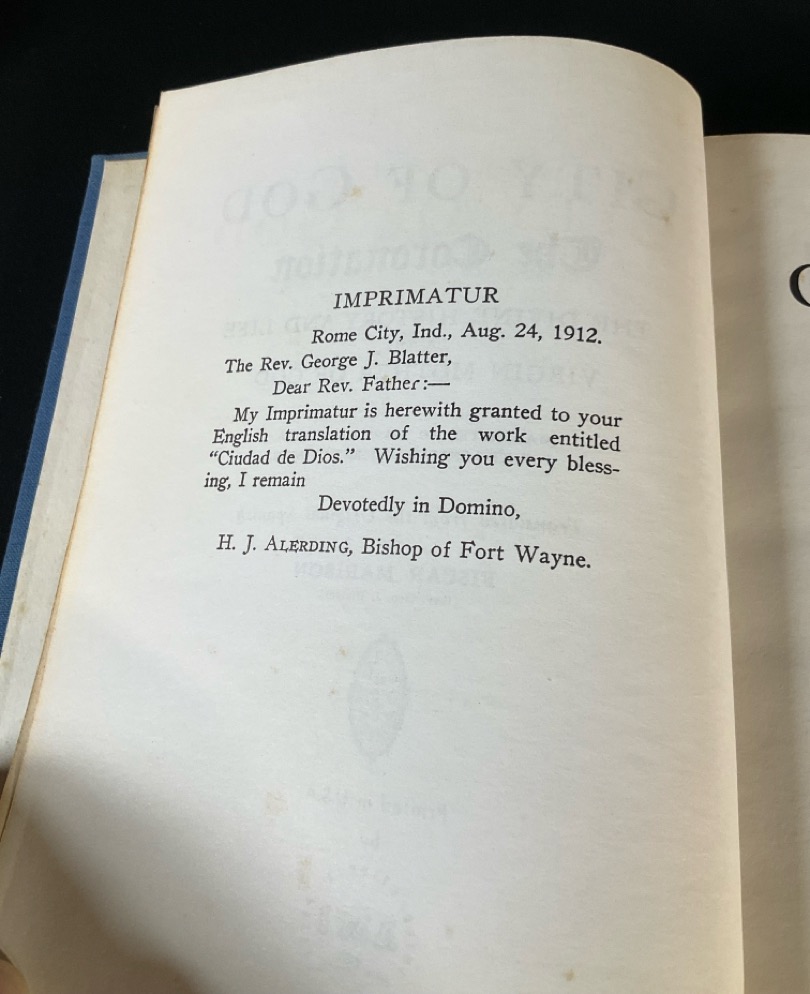 IMPRIMATUR
Rome City, Ind., Aug. 24, 1912.
The Rev. George J. Blatter,
Dear Rev. Father:—
My Imprimatur is herewith granted to your
English translation of the work entitled
“Ciudad de Dios.” Wishing you every bless-
ing, I remain
Devotedly in Domino,
H. J. ALERDING, Bishop of Fort Wayne.